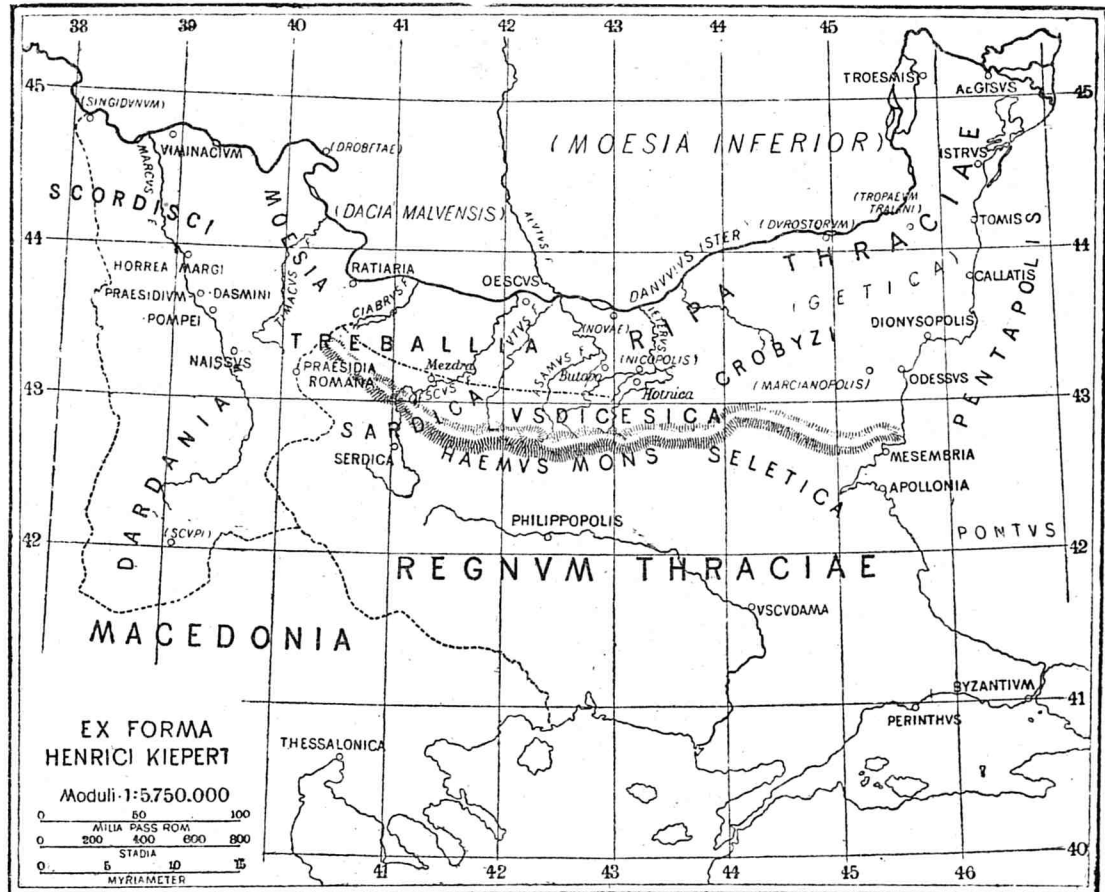 38 39 40 41 42 43 44 45 46
45 45
(SINGIDVNVM)
VIMINACIVM
(DROBETAE)
TROESMIS
AeGISVS
(MOESIA INFERIOR)
ISTRVS
MARGVS F.
SCORDISCI
MOESIA
(DACIA MALVENSIS)
ALVTVS F.
(TROPAEVM
TRAIANI)
(DVROSTORVM)
TOMIS
44 44
HORREA MARGI
TIMACVS F.
RATIARIA
OESCVS
DANVVIVS ISTER
RIPA THRACIAE
(GETICA)
CALLATIS
PRAESIDIVM DASMINI
POMPEI
CIABRVS F.
VTVS F.
(NOVAE)
IETERVS
DIONYSOPOLIS
PENTAPOLIS
NAISSVS
TREBALLIA
Mezdra
SAMVS F.
Butovo
(NICOPOLIS)
CROBYZI
PRAESIDIA
ROMANA
Hotnica
(MARCIANOPOLIS)
ODESSVS
43 43
VSDICESICA
SARDICA
SERDICA
HAEMVS MONS
SELETICA
MESEMBRIA
APOLLONIA
DARDANIA
(SCVPI)
PHILIPPOPOLIS
PONTVS
42 42
REGNVM THRACIAE
VSCVDAMA
MACEDONIA
BYZANTIVM
41 41
PERINTHVS
EX FORMA
HENRICI KIEPERT
THESSALONICA
Moduli·1:5.750.000
0 50 100
MILIA PASS ROM
0 200 400 600 800
STADIA
0 5 10 15
MYRIAMETER
40
41 42 43 44 45 46